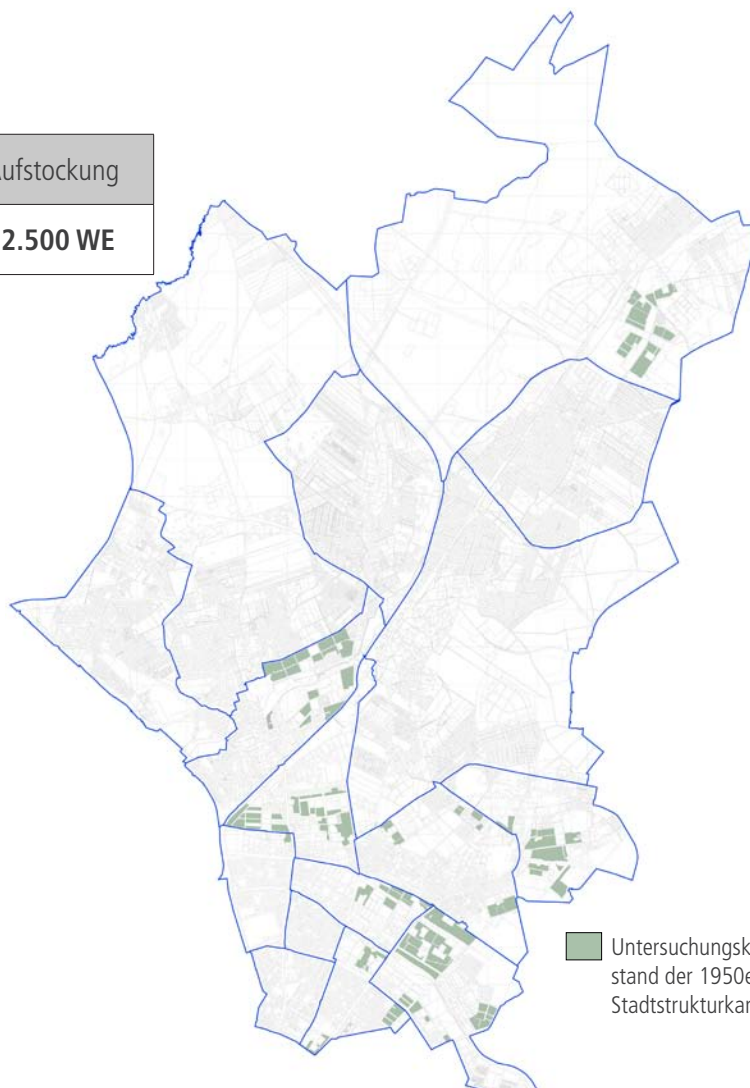 ufstockung
2.500 WE
Untersuchungsk
stand der 1950e
Stadtstrukturkar